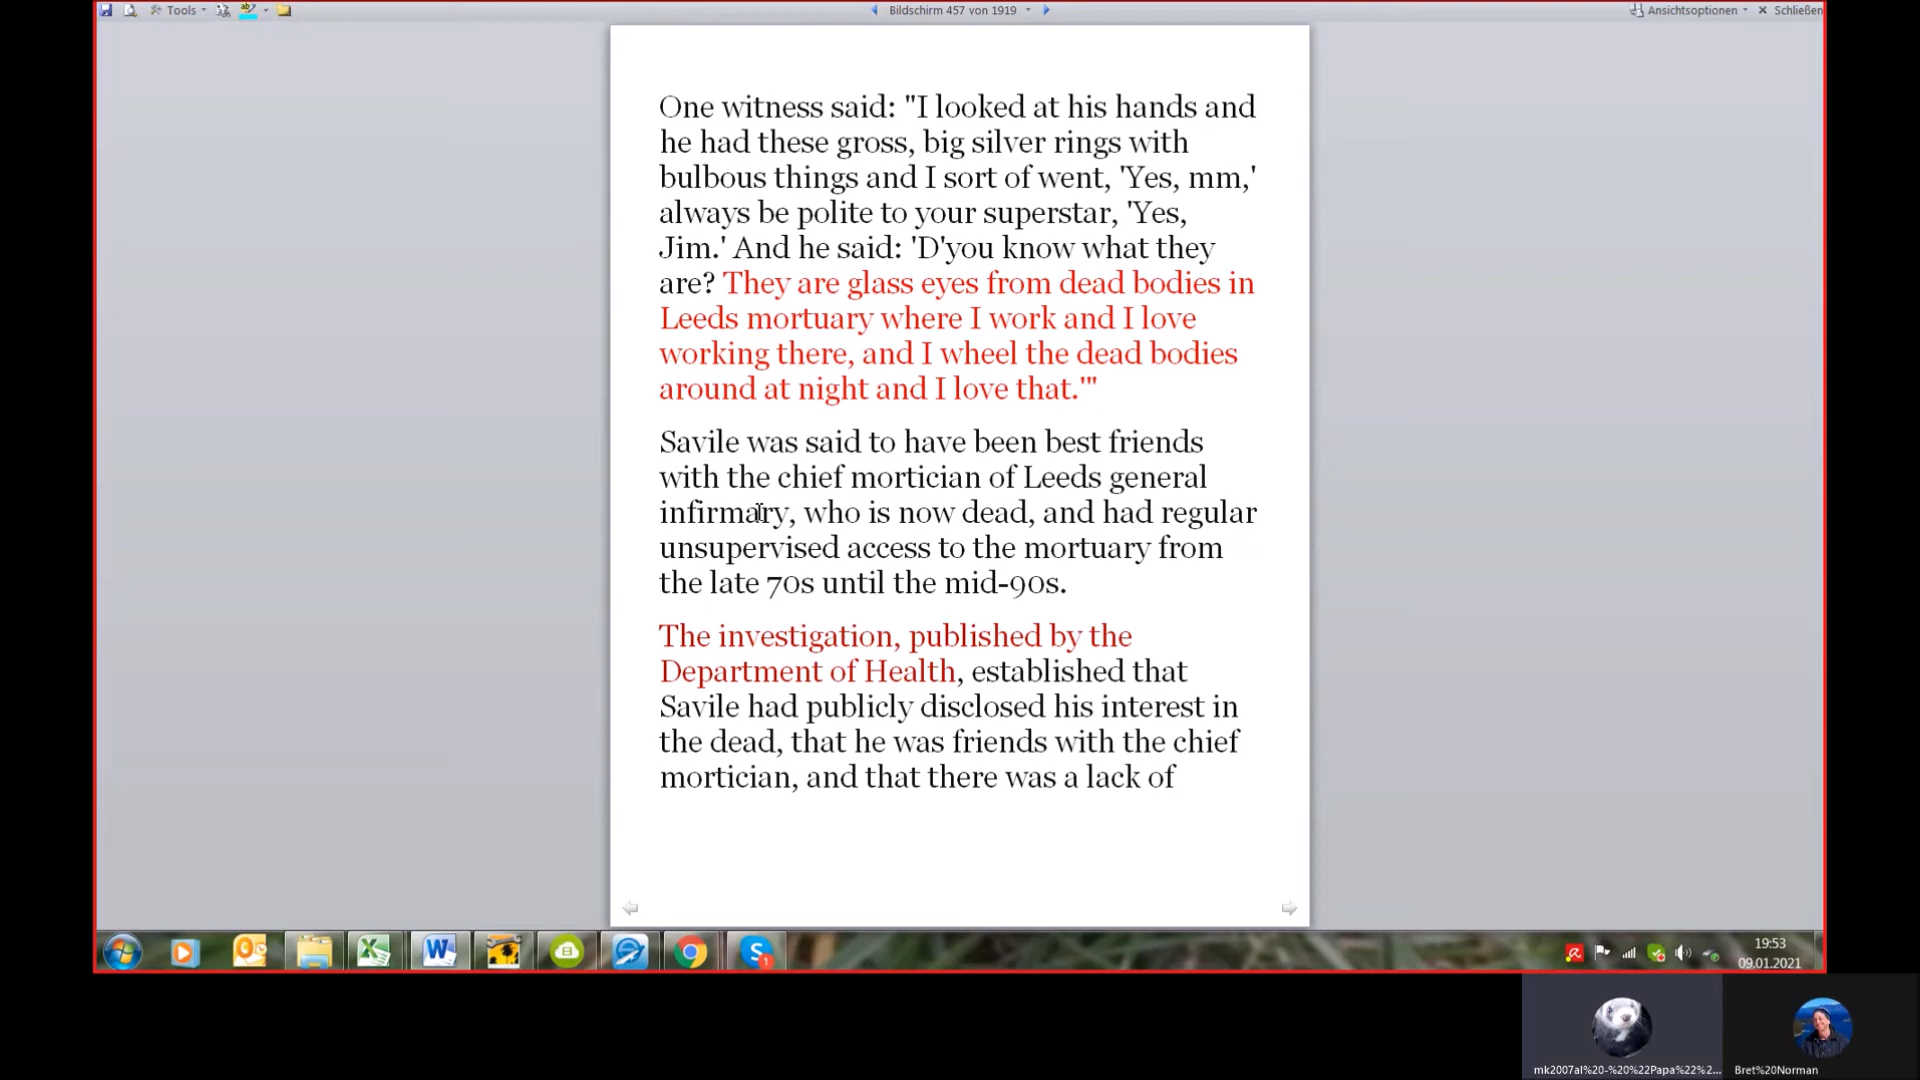 Tools
Bildschirm 457 von 1919
Ansichtsoptionen
Schließen
One witness said: "I looked at his hands and
he had these gross, big silver rings with
bulbous things and I sort of went, 'Yes, mm,'
always be polite to your superstar, 'Yes,
Jim.' And he said: 'D'you know what they
are? They are glass eyes from dead bodies in
Leeds mortuary where I work and I love
working there, and I wheel the dead bodies
around at night and I love that.'"
Savile was said to have been best friends
with the chief mortician of Leeds general
infirmary, who is now dead, and had regular
unsupervised access to the mortuary from
the late 70s until the mid-90s.
The investigation, published by the
Department of Health, established that
Savile had publicly disclosed his interest in
the dead, that he was friends with the chief
mortician, and that there was a lack of
19:53
09.01.2021
mk2007al%20-%20%22Papa%22%2...
Bret%20Norman